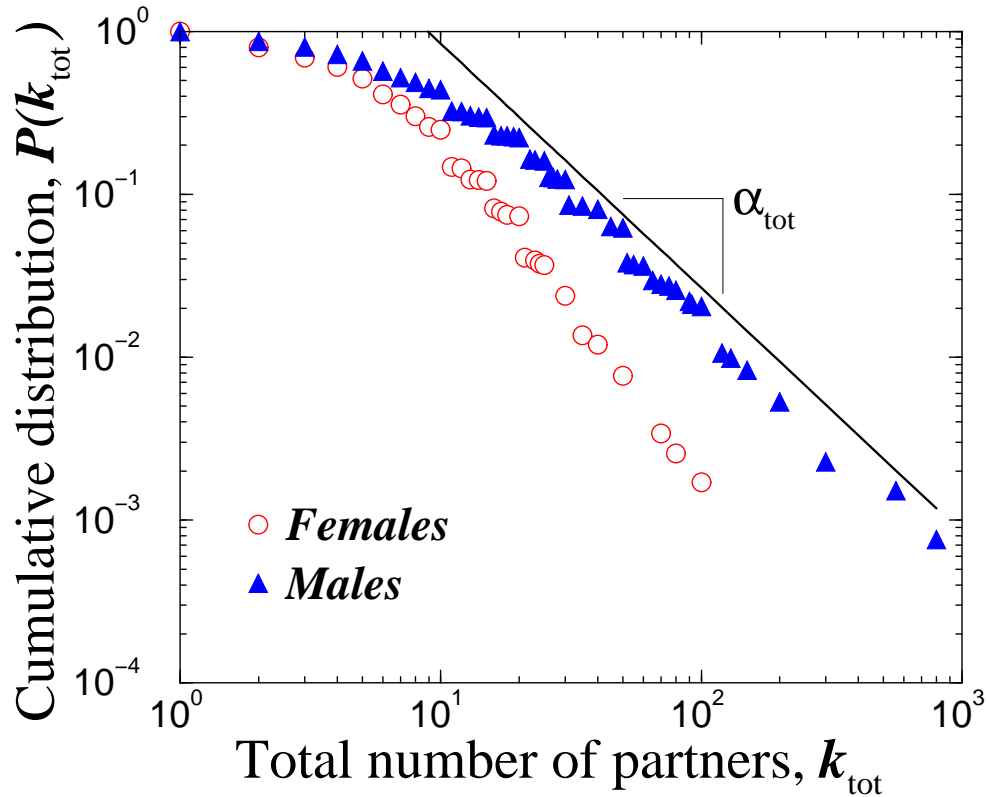 Cumulative distribution, P(k_tot)
10^0
10^−1
10^−2
10^−3
10^−4
α_tot
Females
Males
10^0 10^1 10^2 10^3
Total number of partners, k_tot